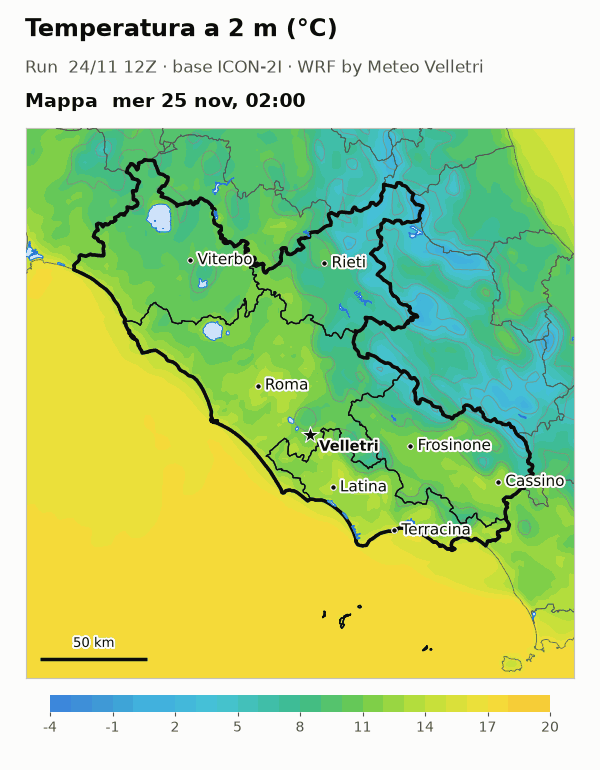 Temperatura a 2 m (°C)
Run  24/11 12Z · base ICON-2I · WRF by Meteo Velletri
Mappa  mer 25 nov, 02:00
Viterbo
Rieti
Roma
Velletri
Frosinone
Cassino
Latina
Terracina
50 km
-4 -1 2 5 8 11 14 17 20